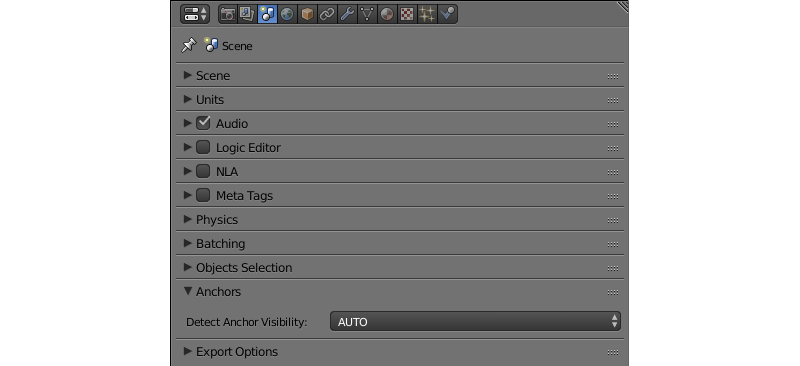 Scene
Scene
Units
Audio
Logic Editor
NLA
Meta Tags
Physics
Batching
Objects Selection
Anchors
Detect Anchor Visibility: AUTO
Export Options